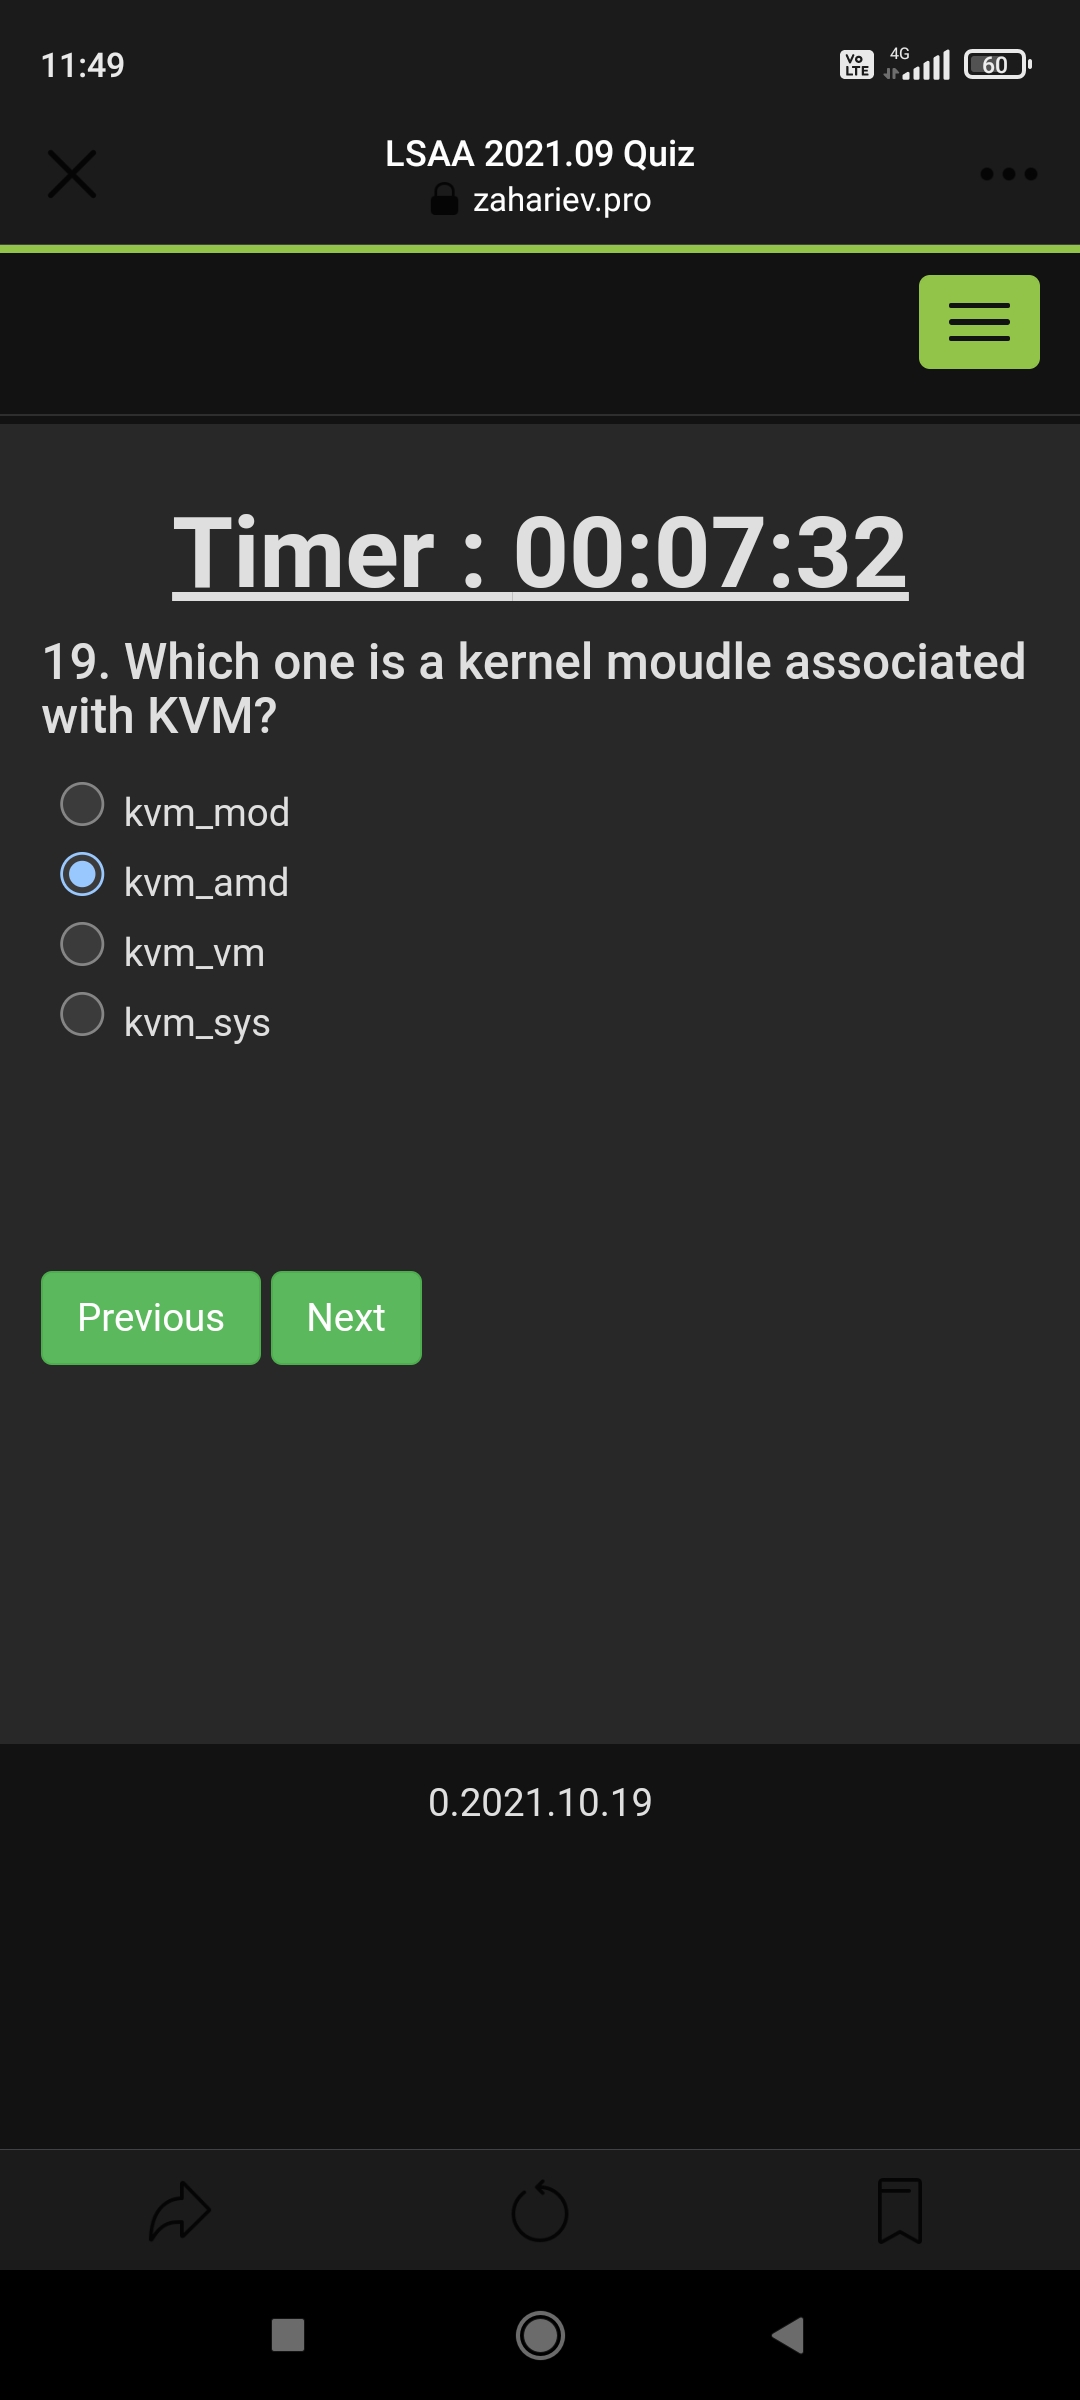 11:49
Vo LTE 4G 60
LSAA 2021.09 Quiz
zahariev.pro
Timer : 00:07:32
19. Which one is a kernel moudle associated
with KVM?
kvm_mod
kvm_amd
kvm_vm
kvm_sys
Previous Next
0.2021.10.19